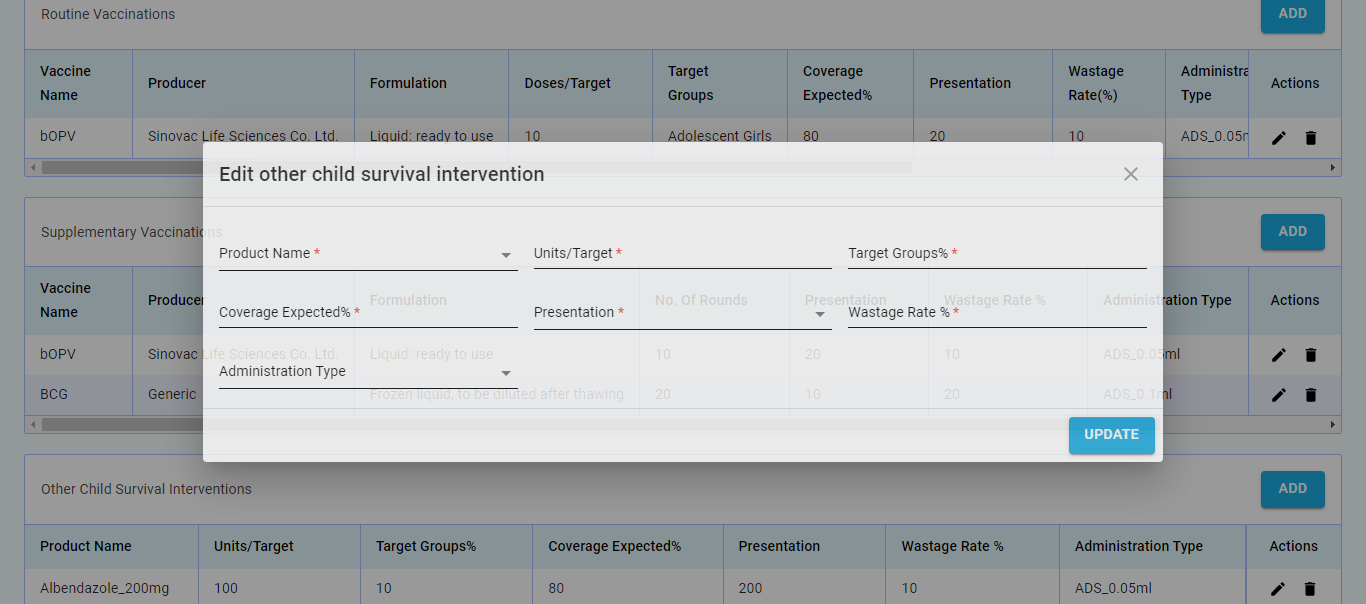 Routine Vaccinations
ADD
Vaccine Name Producer Formulation Doses/Target Target Groups Coverage Expected% Presentation Wastage Rate(%) Type Actions
bOPV Sinovac Life Sciences Co. Ltd. Liquid: ready to use 10 Adolescent Girls 80 20 10
Edit other child survival intervention
Supplementary Vaccinations
ADD
Product Name * Units/Target * Target Groups% *
Vaccine Name Producer Formulation No. Of Rounds Presentation Wastage Rate % Administration Type Actions
Coverage Expected% * Presentation * Wastage Rate % *
bOPV Sinovac Life Sciences Co. Ltd. Liquid: ready to use 10 20 10 ADS_0.05ml
Administration Type
BCG Generic Frozen liquid, to be diluted after thawing 20 10 20 ADS_0.1ml
UPDATE
Other Child Survival Interventions
ADD
Product Name Units/Target Target Groups% Coverage Expected% Presentation Wastage Rate % Administration Type Actions
Albendazole_200mg 100 10 80 200 10 ADS_0.05ml